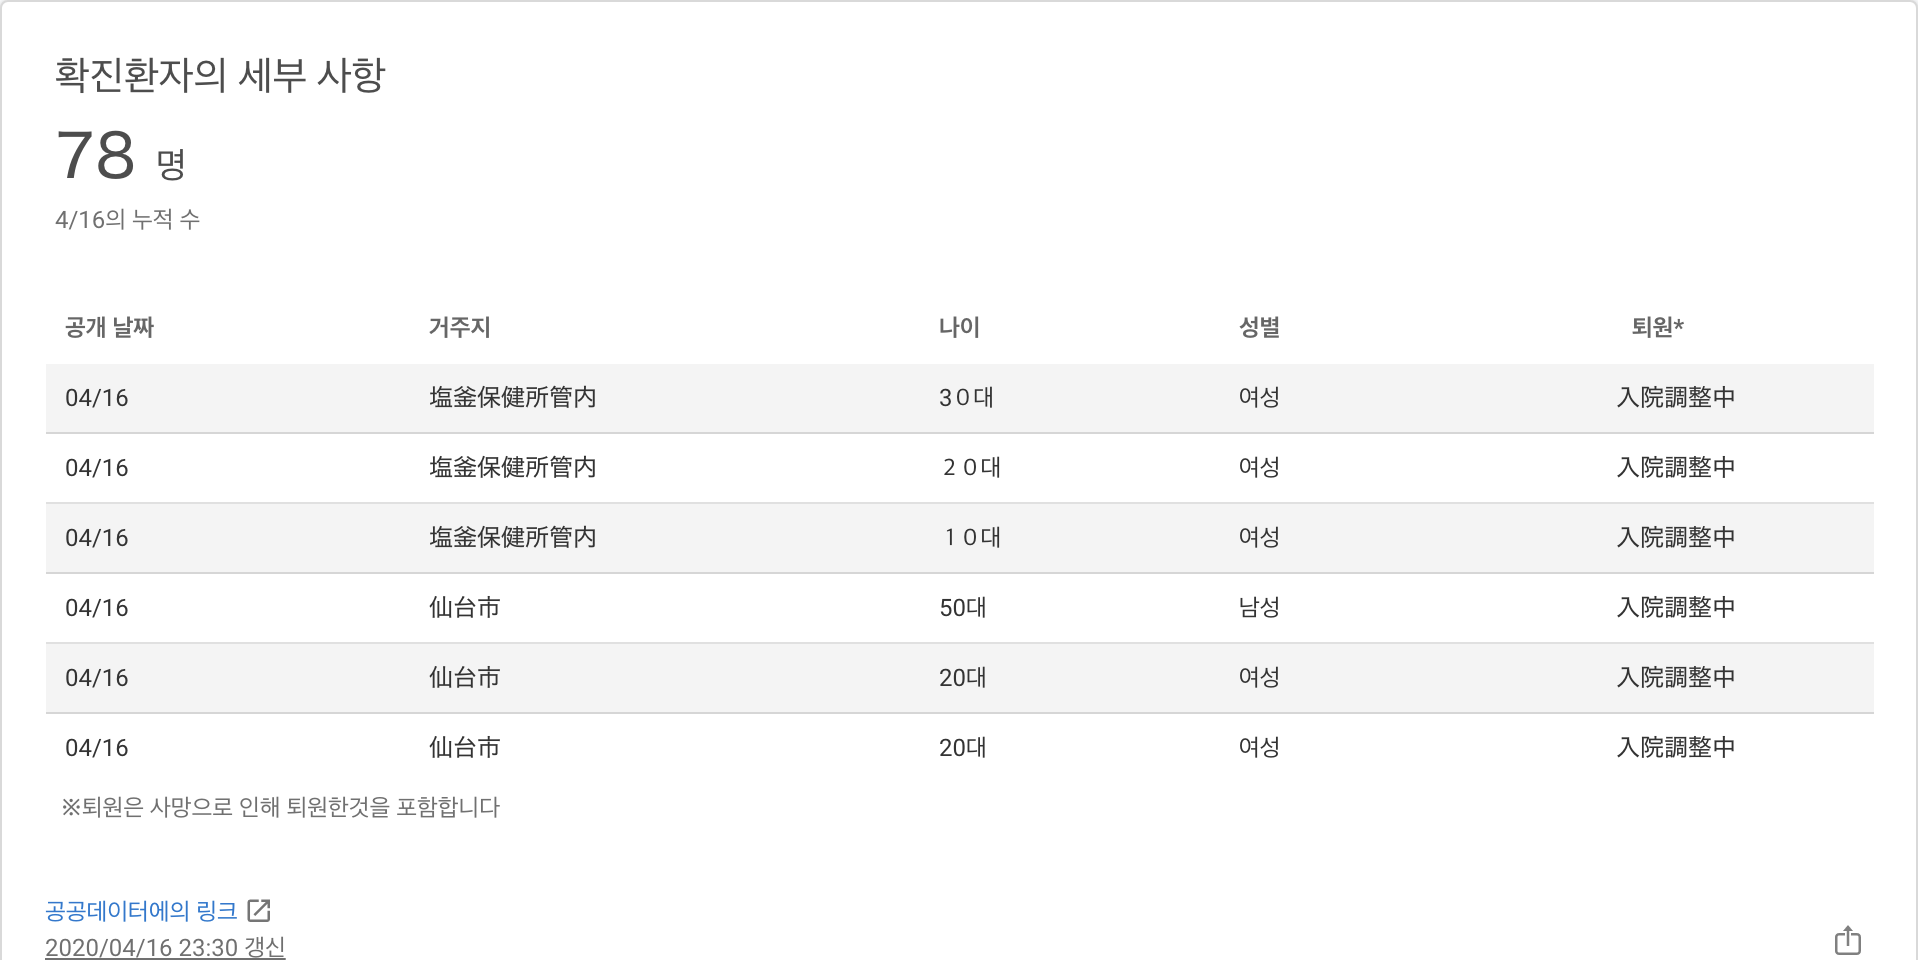 확진환자의 세부 사항
78 명
4/16의 누적 수
공개 날짜 거주지 나이 성별 퇴원*
04/16 塩釜保健所管内 3０대 여성 入院調整中
04/16 塩釜保健所管内 ２０대 여성 入院調整中
04/16 塩釜保健所管内 １０대 여성 入院調整中
04/16 仙台市 50대 남성 入院調整中
04/16 仙台市 20대 여성 入院調整中
04/16 仙台市 20대 여성 入院調整中
※퇴원은 사망으로 인해 퇴원한것을 포함합니다
공공데이터에의 링크
2020/04/16 23:30 갱신